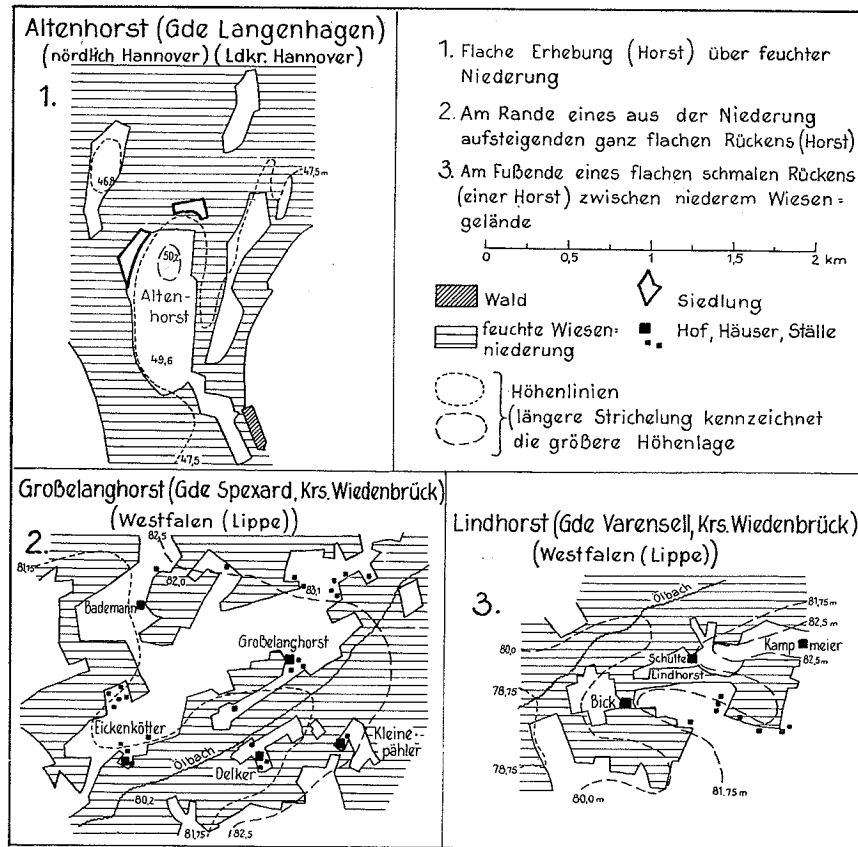 Altenhorst (Gde Langenhagen)
(nördlich Hannover) (Ldkr. Hannover)
1.
46,8
47,5 m
50,2
Alten-
horst
49,6
47,5
1. Flache Erhebung (Horst) über feuchter
Niederung
2. Am Rande eines aus der Niederung
aufsteigenden ganz flachen Rückens (Horst)
3. Am Fußende eines flachen schmalen Rückens
(einer Horst) zwischen niederem Wiesen=
gelände
0 0,5 1 2 km
Wald
Siedlung
feuchte Wiesen=
niederung
Hof, Häuser, Ställe
Höhenlinien
(längere Strichelung kennzeichnet
die größere Höhenlage
Großelanghorst (Gde Spexard, Krs. Wiedenbrück)
(Westfalen (Lippe))
2.
81,75
82,5
82,0
83,1
Bademann
Großelanghorst
Eickenkötter
Ölbach
Oelker
Kleine=
pähler
80,2
81,75
82,5
Lindhorst (Gde Varensell, Krs. Wiedenbrück)
(Westfalen (Lippe))
3.
Ölbach
81,75 m
82,5 m
80,0
Kamp meier
Schulte
82,5 m
Lindhorst
78,75
Bick
78,75
80,0 m
81.75 m